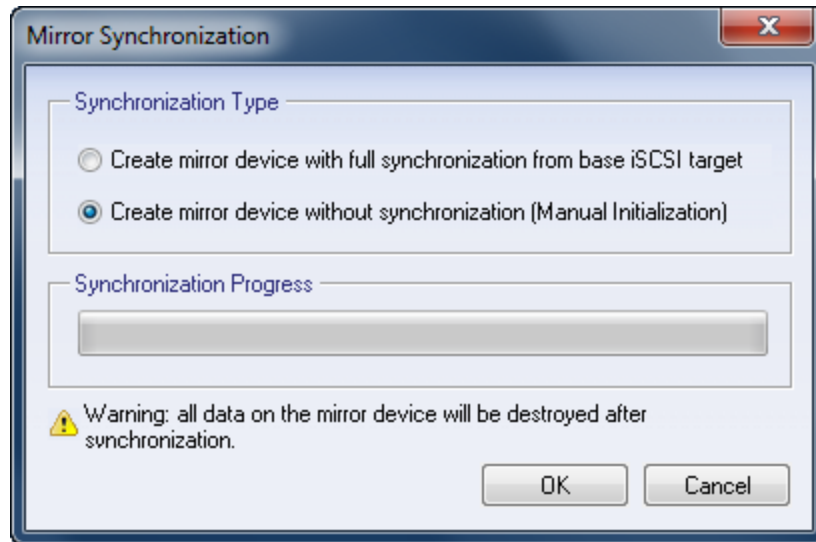 Mirror Synchronization
Synchronization Type
Create mirror device with full synchronization from base iSCSI target
Create mirror device without synchronization (Manual Initialization)
Synchronization Progress
Warning: all data on the mirror device will be destroyed after
synchronization.
OK
Cancel